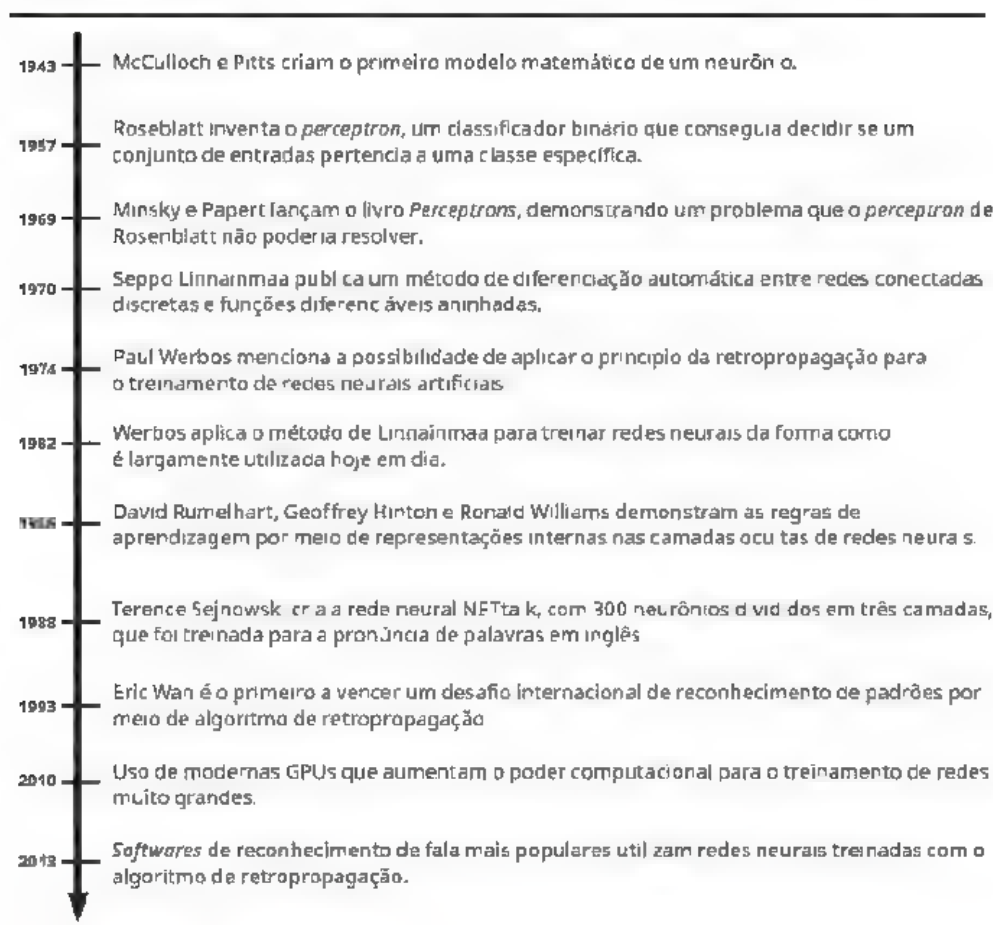 1943 McCulloch e Pitts criam o primeiro modelo matemático de um neurônio.
1957 Roseblatt inventa o perceptron, um classificador binário que conseguia decidir se um
conjunto de entradas pertencia a uma classe específica.
1969 Minsky e Papert lançam o livro Perceptrons, demonstrando um problema que o perceptron de
Rosenblatt não poderia resolver.
1970 Seppo Linnainmaa publica um método de diferenciação automática entre redes conectadas
discretas e funções diferenciáveis aninhadas.
1974 Paul Werbos menciona a possibilidade de aplicar o princípio da retropropagação para
o treinamento de redes neurais artificiais
1982 Werbos aplica o método de Linnainmaa para treinar redes neurais da forma como
é largamente utilizada hoje em dia.
David Rumelhart, Geoffrey Hinton e Ronald Williams demonstram as regras de
aprendizagem por meio de representações internas nas camadas ocultas de redes neurais.
1988 Terence Sejnowski cria a rede neural NETtalk, com 300 neurônios divididos em três camadas,
que foi treinada para a pronúncia de palavras em inglês
1993 Eric Wan é o primeiro a vencer um desafio internacional de reconhecimento de padrões por
meio de algoritmo de retropropagação
2010 Uso de modernas GPUs que aumentam o poder computacional para o treinamento de redes
muito grandes.
2013 Softwares de reconhecimento de fala mais populares utilizam redes neurais treinadas com o
algoritmo de retropropagação.